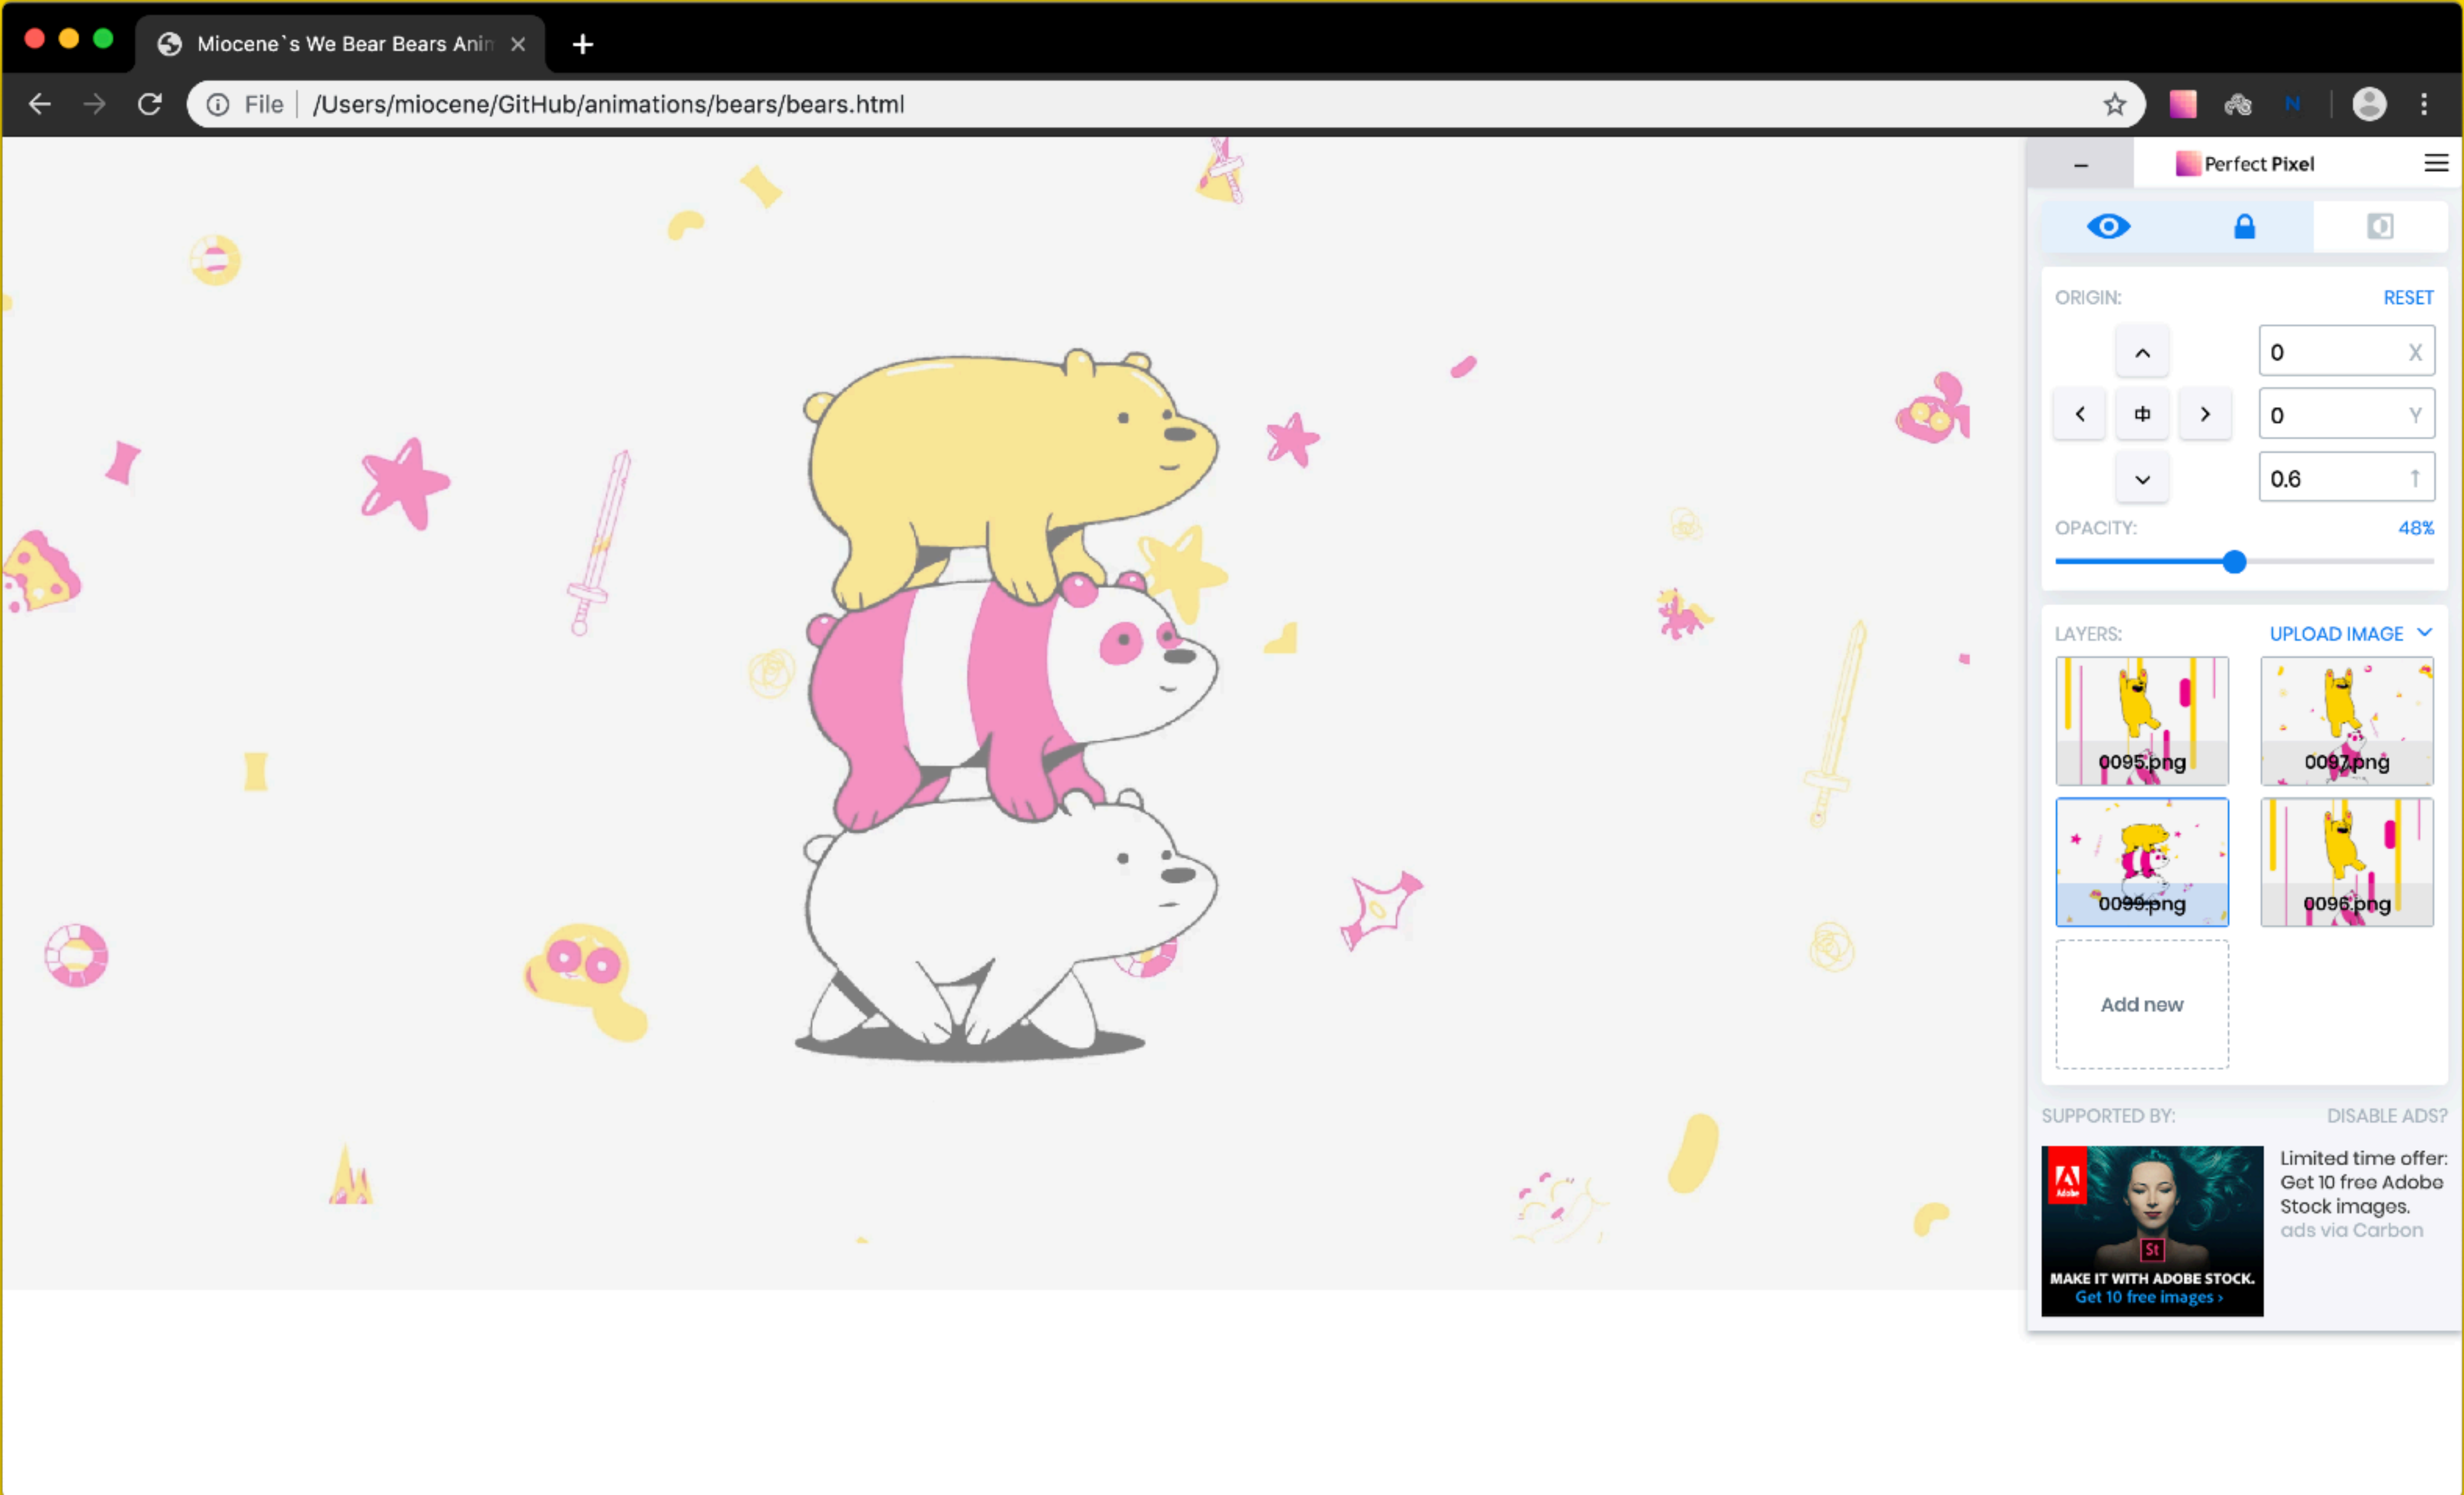 Miocene`s We Bear Bears Anim
File
/Users/miocene/GitHub/animations/bears/bears.html
N
Perfect Pixel
ORIGIN:
RESET
0
X
0
Y
0.6
OPACITY:
48%
LAYERS:
UPLOAD IMAGE
0095.png
0097.png
0099.png
0096.png
Add new
SUPPORTED BY:
DISABLE ADS?
Adobe
St
MAKE IT WITH ADOBE STOCK.
Get 10 free images ›
Limited time offer:
Get 10 free Adobe
Stock images.
ads via Carbon